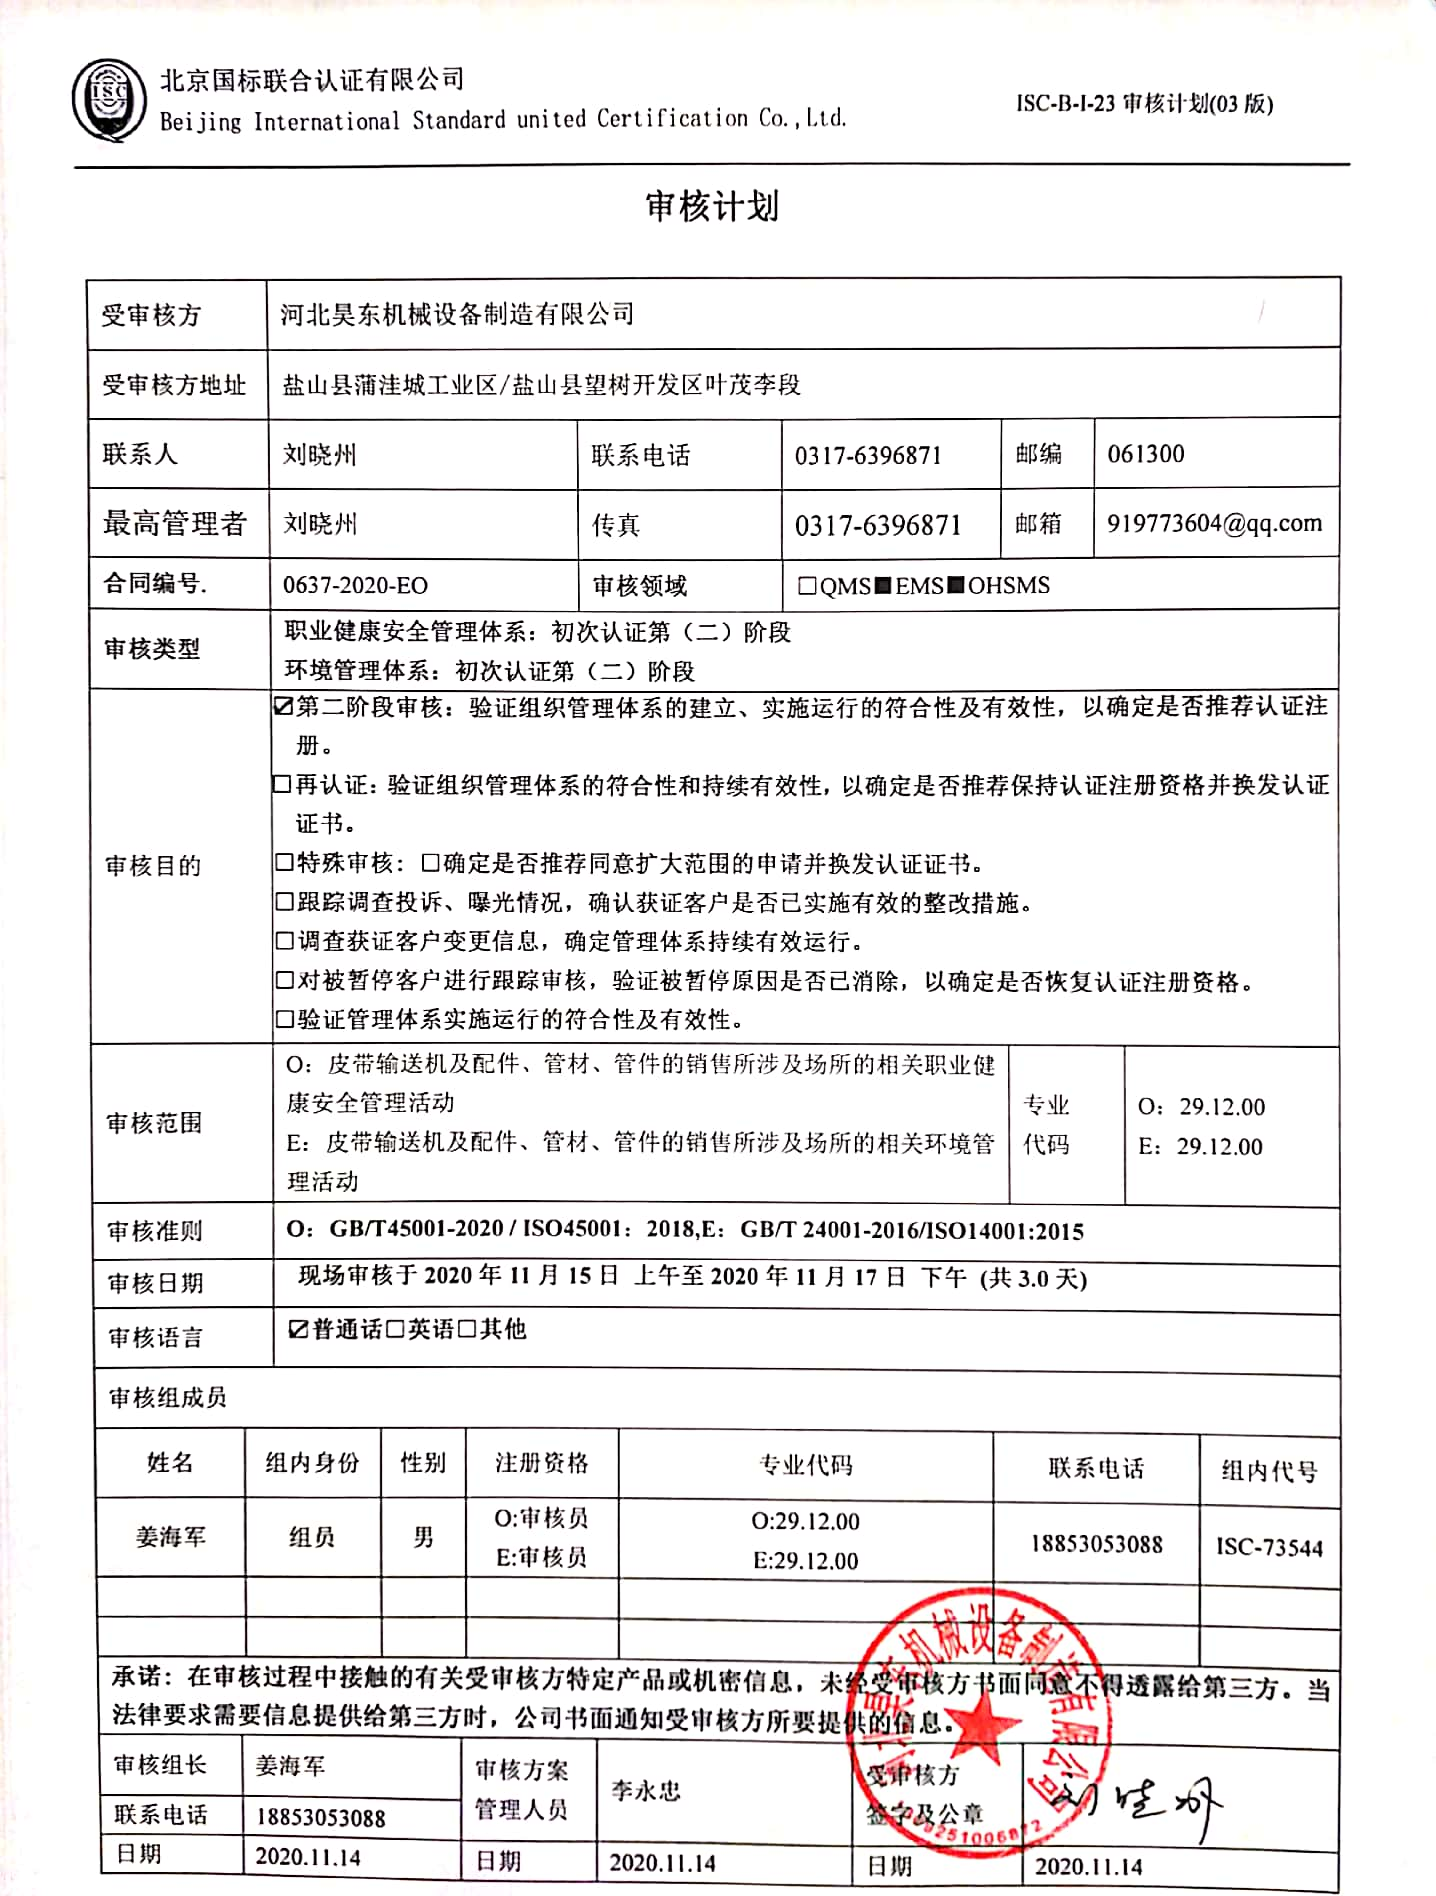 ISC
北京国标联合认证有限公司
Beijing International Standard united Certification Co.,Ltd.
ISC-B-I-23 审核计划(03 版)
审核计划
受审核方 河北昊东机械设备制造有限公司
受审核方地址 盐山县蒲洼城工业区/盐山县望树开发区叶茂李段
联系人 刘晓州 联系电话 0317-6396871 邮编 061300
最高管理者 刘晓州 传真 0317-6396871 邮箱 919773604@qq.com
合同编号. 0637-2020-EO 审核领域 □QMS■EMS■OHSMS
审核类型
职业健康安全管理体系：初次认证第（二）阶段
环境管理体系：初次认证第（二）阶段
审核目的
☑第二阶段审核：验证组织管理体系的建立、实施运行的符合性及有效性，以确定是否推荐认证注
册。
□再认证：验证组织管理体系的符合性和持续有效性，以确定是否推荐保持认证注册资格并换发认证
证书。
□特殊审核：□确定是否推荐同意扩大范围的申请并换发认证证书。
□跟踪调查投诉、曝光情况，确认获证客户是否已实施有效的整改措施。
□调查获证客户变更信息，确定管理体系持续有效运行。
□对被暂停客户进行跟踪审核，验证被暂停原因是否已消除，以确定是否恢复认证注册资格。
□验证管理体系实施运行的符合性及有效性。
审核范围
O：皮带输送机及配件、管材、管件的销售所涉及场所的相关职业健
康安全管理活动
E：皮带输送机及配件、管材、管件的销售所涉及场所的相关环境管
理活动
专业
代码
O：29.12.00
E：29.12.00
审核准则 O：GB/T45001-2020 / ISO45001：2018,E：GB/T 24001-2016/ISO14001:2015
审核日期 现场审核于 2020 年 11 月 15 日 上午至 2020 年 11 月 17 日 下午 (共 3.0 天)
审核语言 ☑普通话□英语□其他
审核组成员
姓名 组内身份 性别 注册资格 专业代码 联系电话 组内代号
姜海军 组员 男 O:审核员 O:29.12.00 18853053088 ISC-73544
E:审核员 E:29.12.00
承诺：在审核过程中接触的有关受审核方特定产品或机密信息，未经受审核方书面同意不得透露给第三方。当
法律要求需要信息提供给第三方时，公司书面通知受审核方所要提供的信息。
审核组长 姜海军
联系电话 18853053088
审核方案
管理人员
李永忠
受审核方
签字及公章
刘晓州
日期 2020.11.14 日期 2020.11.14 日期 2020.11.14
河北昊东机械设备制造有限公司